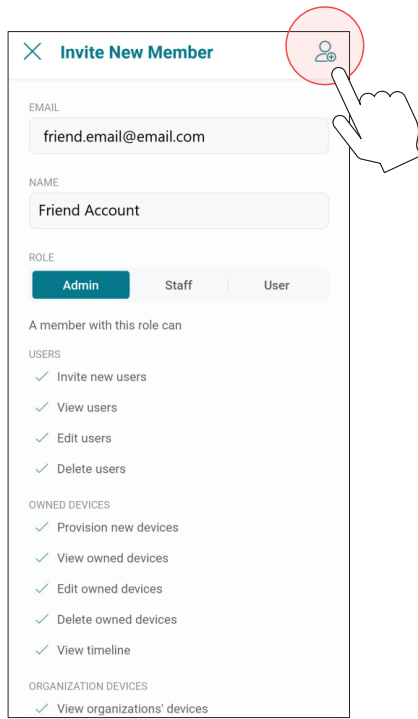 Invite New Member
EMAIL
friend.email@email.com
NAME
Friend Account
ROLE
Admin Staff User
A member with this role can
USERS
Invite new users
View users
Edit users
Delete users
OWNED DEVICES
Provision new devices
View owned devices
Edit owned devices
Delete owned devices
View timeline
ORGANIZATION DEVICES
View organizations' devices